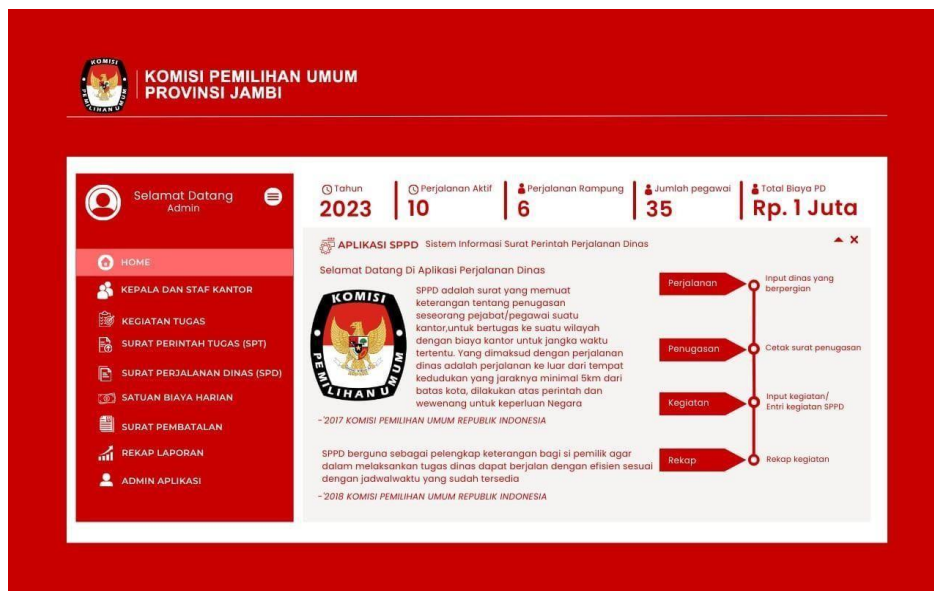 KOMISI
PEMILIHAN UMUM
KOMISI PEMILIHAN UMUM
PROVINSI JAMBI
Selamat Datang
Admin
HOME
KEPALA DAN STAF KANTOR
KEGIATAN TUGAS
SURAT PERINTAH TUGAS (SPT)
SURAT PERJALANAN DINAS (SPD)
SATUAN BIAYA HARIAN
SURAT PEMBATALAN
REKAP LAPORAN
ADMIN APLIKASI
Tahun
2023
Perjalanan Aktif
10
Perjalanan Rampung
6
Jumlah pegawai
35
Total Biaya PD
Rp. 1 Juta
APLIKASI SPPD Sistem Informasi Surat Perintah Perjalanan Dinas
Selamat Datang Di Aplikasi Perjalanan Dinas
KOMISI
PEMILIHAN UMUM
SPPD adalah surat yang memuat
keterangan tentang penugasan
seseorang pejabat/pegawai suatu
kantor,untuk bertugas ke suatu wilayah
dengan biaya kantor untuk jangka waktu
tertentu. Yang dimaksud dengan perjalanan
dinas adalah perjalanan ke luar dari tempat
kedudukan yang jaraknya minimal 5km dari
batas kota, dilakukan atas perintah dan
wewenang untuk keperluan Negara
-'2017 KOMISI PEMILIHAN UMUM REPUBLIK INDONESIA
SPPD berguna sebagai pelengkap keterangan bagi si pemilik agar
dalam melaksankan tugas dinas dapat berjalan dengan efisien sesuai
dengan jadwalwaktu yang sudah tersedia
-'2018 KOMISI PEMILIHAN UMUM REPUBLIK INDONESIA
Perjalanan
Input dinas yang
berpergian
Penugasan
Cetak surat penugasan
Kegiatan
Input kegiatan/
Entri kegiatan SPPD
Rekap
Rekap kegiatan